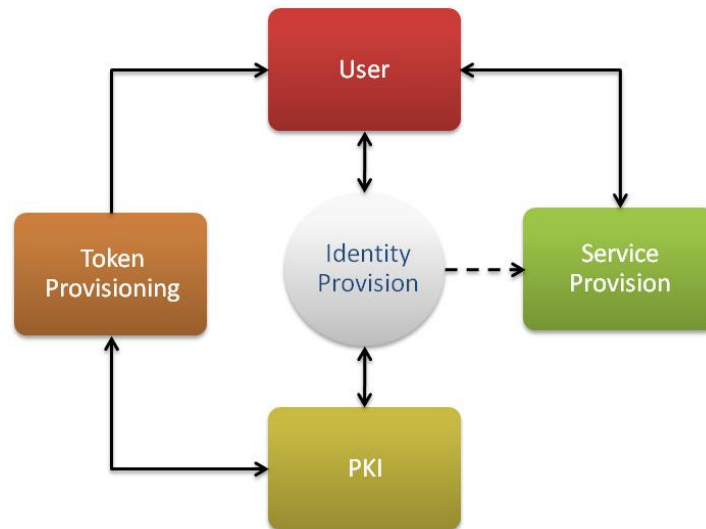 User
Token
Provisioning
Identity
Provision
Service
Provision
PKI